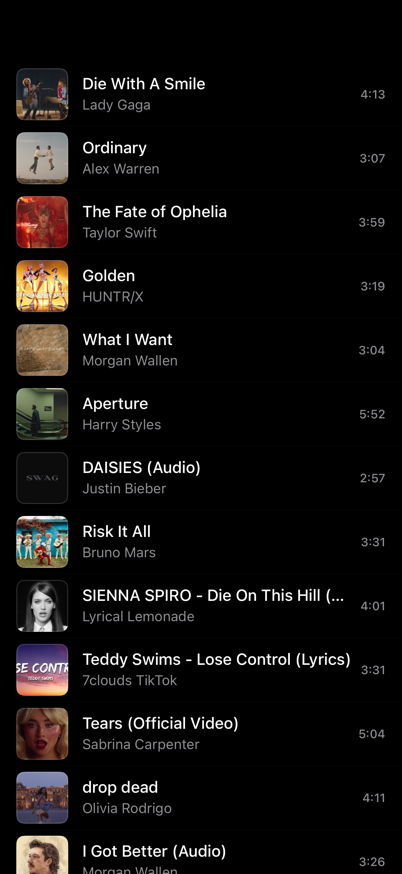 Die With A Smile
Lady Gaga
4:13
Ordinary
Alex Warren
3:07
The Fate of Ophelia
Taylor Swift
3:59
Golden
HUNTR/X
3:19
What I Want
Morgan Wallen
3:04
Aperture
Harry Styles
5:52
SWAG
DAISIES (Audio)
Justin Bieber
2:57
Risk It All
Bruno Mars
3:31
SIENNA SPIRO - Die On This Hill (...
Lyrical Lemonade
4:01
SE CONTR
TEDDY SWIMS
Teddy Swims - Lose Control (Lyrics)
7clouds TikTok
3:31
Tears (Official Video)
Sabrina Carpenter
5:04
drop dead
Olivia Rodrigo
4:11
I Got Better (Audio)
Morgan Wallen
3:26